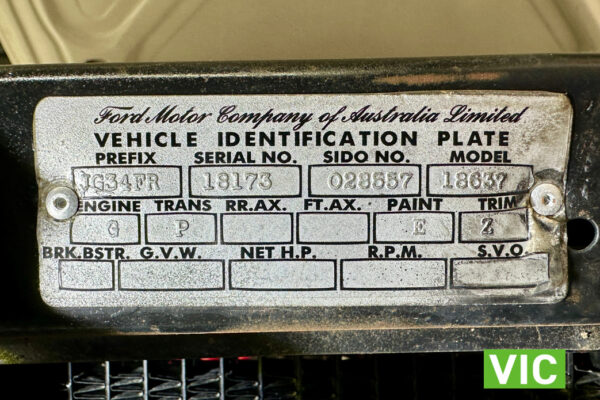 Ford Motor Company of Australia Limited
VEHICLE IDENTIFICATION PLATE
PREFIX SERIAL NO. SIDO NO. MODEL
JG34FR 18173 028557 18637
ENGINE TRANS RR.AX. FT.AX. PAINT TRIM
G P E Z
BRK.BSTR. G.V.W. NET H.P. R.P.M. S.V.O.
VIC